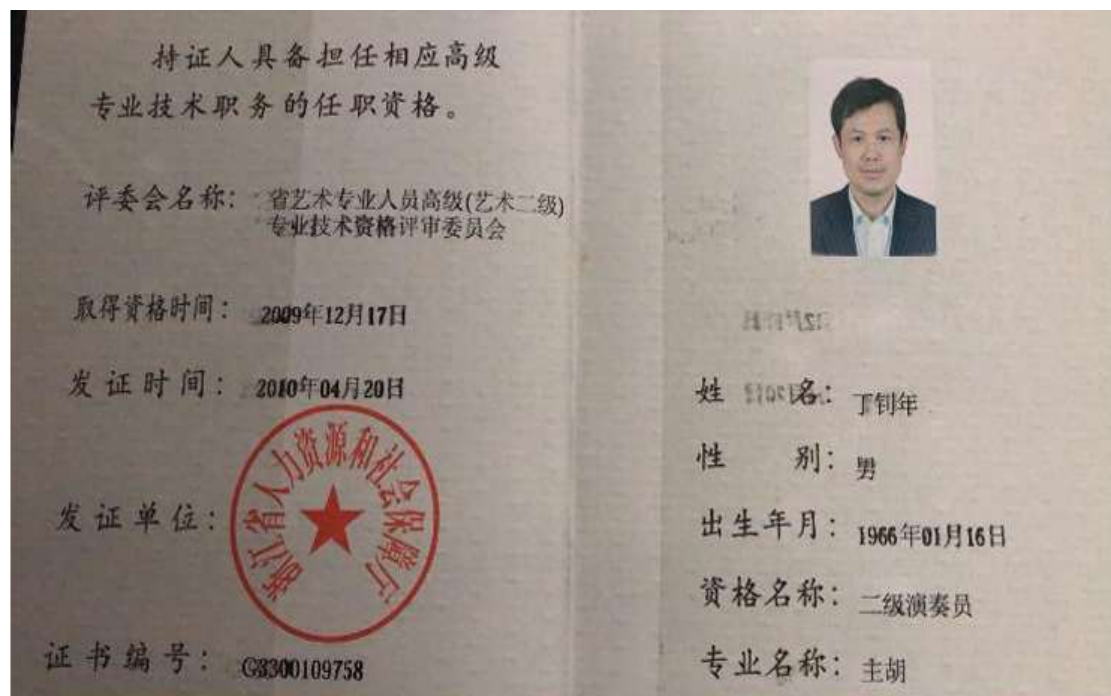 持证人具备担任相应高级
专业技术职务的任职资格。
评委会名称: 省艺术专业人员高级(艺术二级)
专业技术资格评审委员会
取得资格时间: 2009年12月17日
发证时间: 2010年04月20日
发证单位:
浙江省人力资源和社会保障厅
证书编号: G3300109758
姓名: 丁钊年
性别: 男
出生年月: 1966年01月16日
资格名称: 二级演奏员
专业名称: 主胡